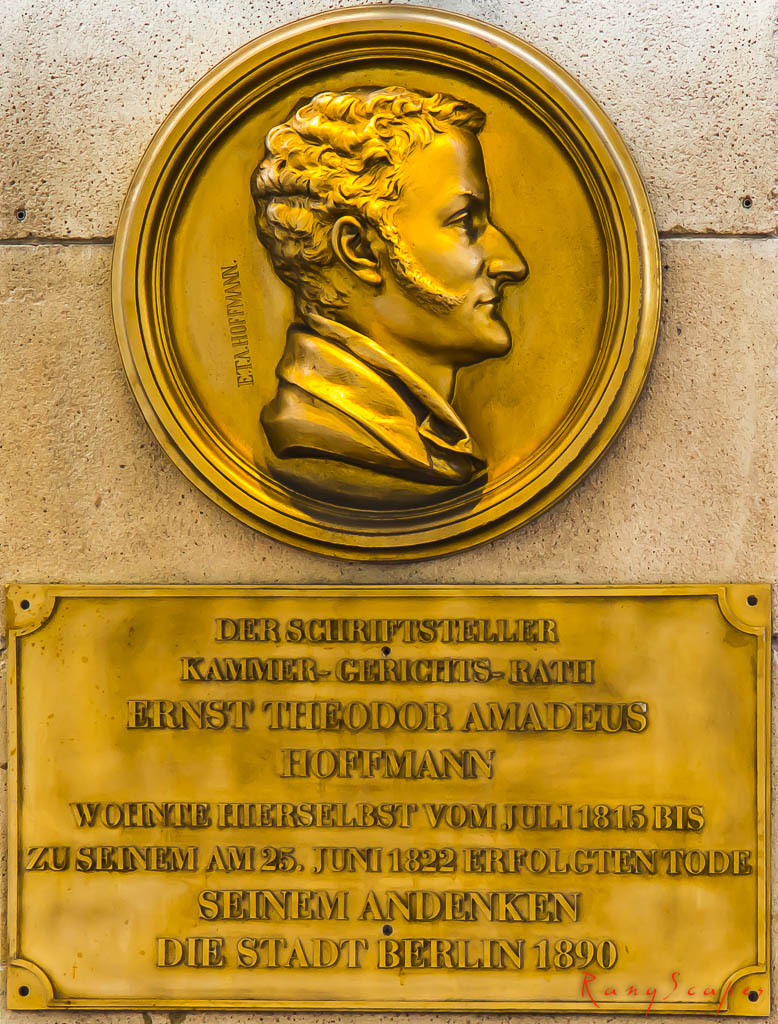 E.T.A. HOFFMANN.
DER SCHRIFTSTELLER
KAMMER-GERICHTS-RATH
ERNST THEODOR AMADEUS
HOFFMANN
WOHNTE HIERSELBST VOM JULI 1815 BIS
ZU SEINEM AM 25. JUNI 1822 ERFOLGTEN TODE
SEINEM ANDENKEN
DIE STADT BERLIN 1890
RangScapes